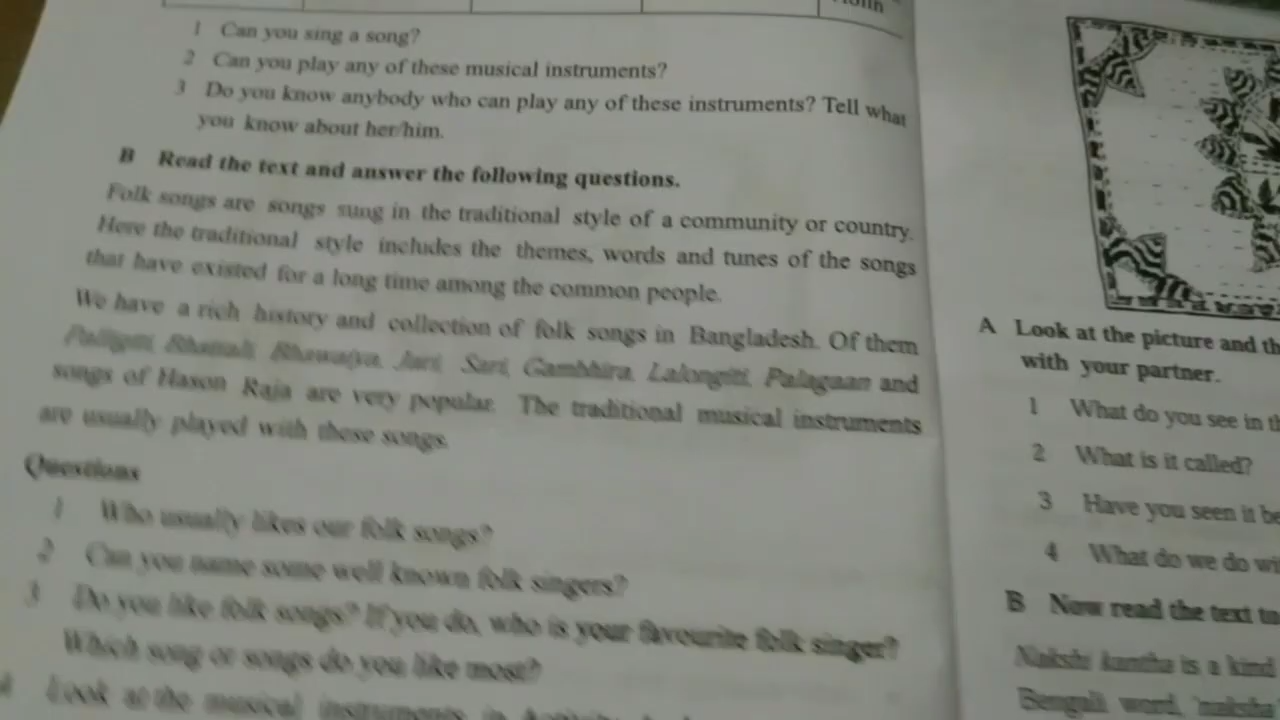 1 Can you sing a song?
2 Can you play any of these musical instruments?
3 Do you know anybody who can play any of these instruments? Tell what
you know about her/him.
B Read the text and answer the following questions.
Folk songs are songs sung in the traditional style of a community or country.
Here the traditional style includes the themes, words and tunes of the songs
that have existed for a long time among the common people.
We have a rich history and collection of folk songs in Bangladesh. Of them
Palligiti, Bhatiali, Bhawaiya, Jari, Sari, Gambhira, Lalongiti, Palagaan and
songs of Hason Raja are very popular. The traditional musical instruments
are usually played with these songs.
Questions
1 Who usually likes our folk songs?
2 Can you name some well known folk singers?
3 Do you like folk songs? If you do, who is your favourite folk singer?
Which song or songs do you like most?
4 Look at the musical instruments in
A Look at the picture and
with your partner.
1 What do you see in
2 What is it called?
3 Have you seen it
4 What do we do
B Now read the text
Nakshi kantha is a kind
Bengali word,